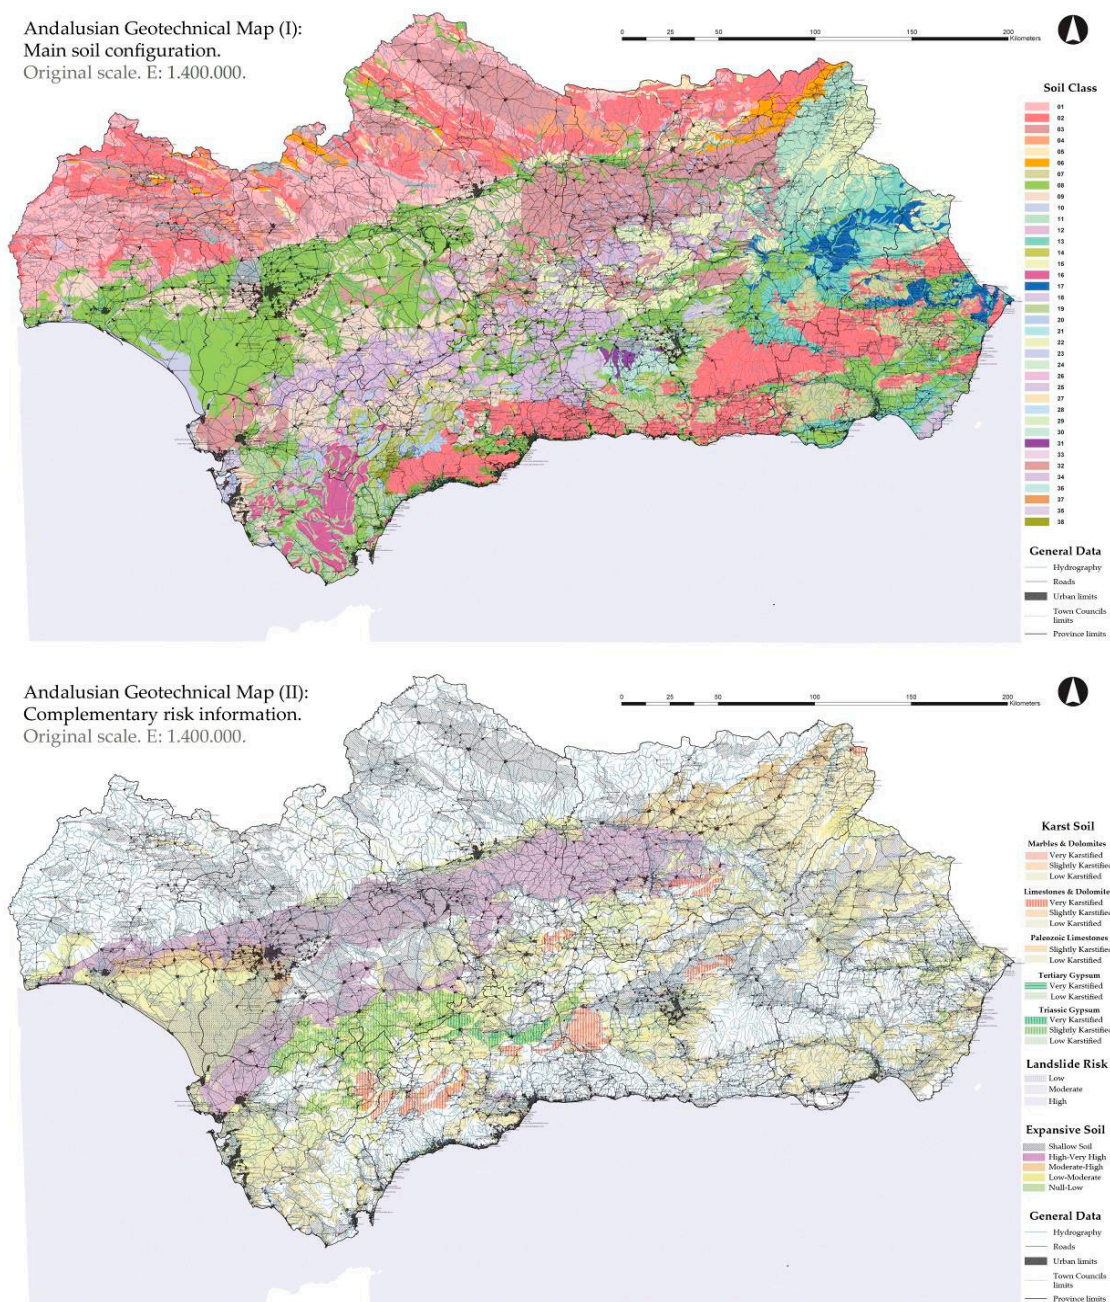 Andalusian Geotechnical Map (I):
Main soil configuration.
Original scale. E: 1.400.000.
0 25 50 100 150 200
Kilometers
Soil Class
01
02
03
04
05
06
07
08
09
10
11
12
13
14
15
16
17
18
19
20
21
22
23
24
26
25
27
28
29
30
31
33
32
34
36
37
38
General Data
Hydrography
Roads
Urban limits
Town Councils
limits
Province limits
Andalusian Geotechnical Map (II):
Complementary risk information.
Original scale. E: 1.400.000.
0 25 50 100 150 200
Kilometers
Karst Soil
Marbles & Dolomites
Very Karstified
Slightly Karstified
Low Karstified
Limestones & Dolomite
Very Karstified
Slightly Karstified
Low Karstified
Paleozoic Limestones
Slightly Karstified
Low Karstified
Tertiary Gypsum
Very Karstified
Low Karstified
Triassic Gypsum
Very Karstified
Slightly Karstified
Low Karstified
Landslide Risk
Low
Moderate
High
Expansive Soil
Shallow Soil
High-Very High
Moderate-High
Low-Moderate
Null-Low
General Data
Hydrography
Roads
Urban limits
Town Councils
limits
Province limits